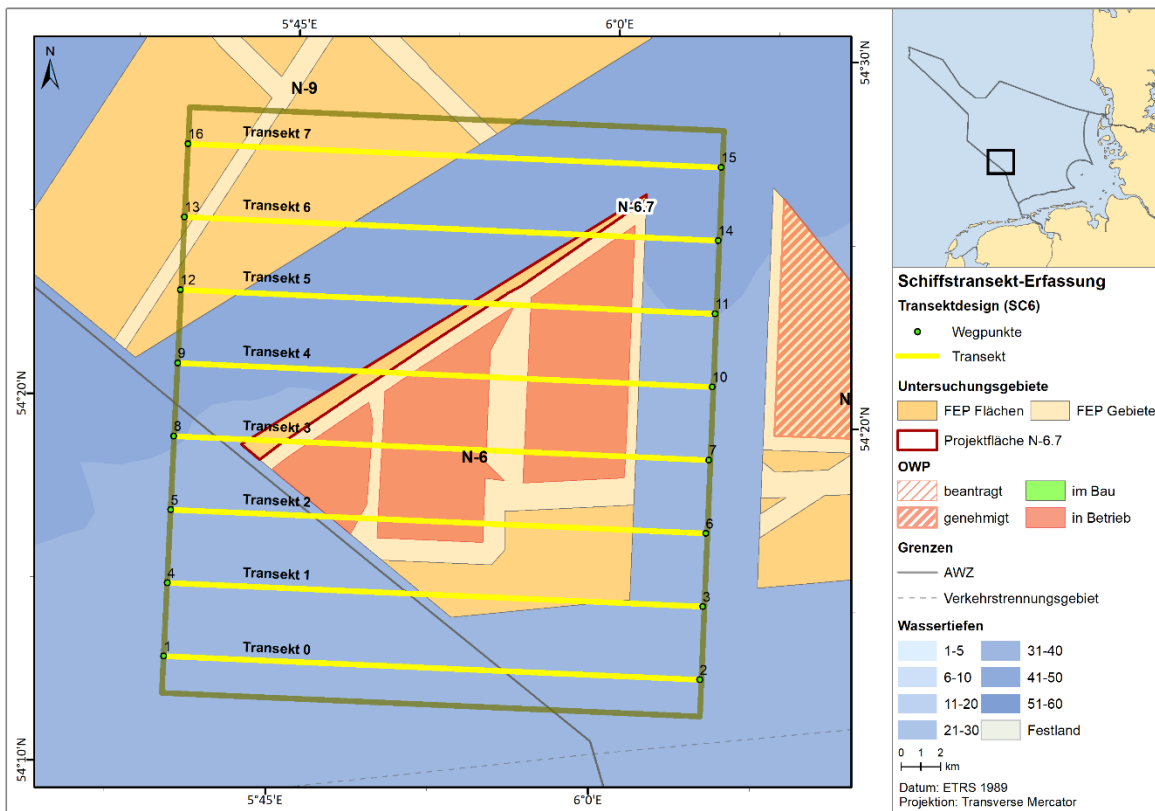 5°45'E
6°0'E
N
54°30'N
N-9
16
Transekt 7
15
13
Transekt 6
N-6.7
14
12
Transekt 5
11
9
Transekt 4
10
54°20'N
N
54°20'N
8
Transekt 3
7
N-6
5
Transekt 2
6
4
Transekt 1
3
1
Transekt 0
2
54°10'N
5°45'E
6°0'E
Schiffstransekt-Erfassung
Transektdesign (SC6)
Wegpunkte
Transekt
Untersuchungsgebiete
FEP Flächen
FEP Gebiete
Projektfläche N-6.7
OWP
beantragt
im Bau
genehmigt
in Betrieb
Grenzen
AWZ
Verkehrstrennungsgebiet
Wassertiefen
1-5
31-40
6-10
41-50
11-20
51-60
21-30
Festland
0 1 2
km
Datum: ETRS 1989
Projektion: Transverse Mercator